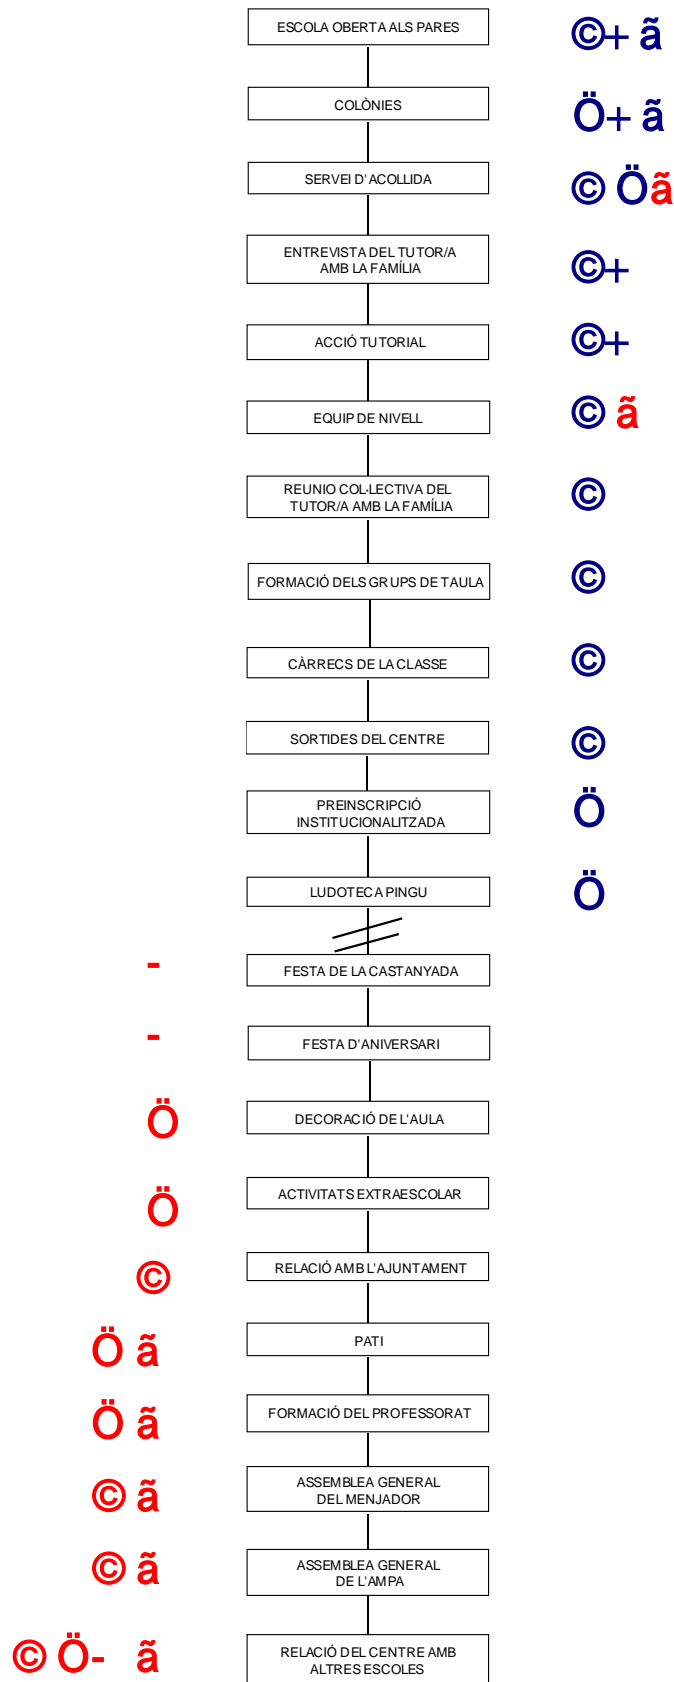 ESCOLA OBERTA ALS PARES
©+ ã
COLÒNIES
Ö+ ã
SERVEI D'ACOLLIDA
© Öã
ENTREVISTA DEL TUTOR/A
AMB LA FAMÍLIA
©+
ACCIÓ TUTORIAL
©+
EQUIP DE NIVELL
© ã
REUNIO COL·LECTIVA DEL
TUTOR/A AMB LA FAMÍLIA
©
FORMACIÓ DELS GRUPS DE TAULA
©
CÀRRECS DE LA CLASSE
©
SORTIDES DEL CENTRE
©
PREINSCRIPCIÓ
INSTITUCIONALITZADA
Ö
LUDOTECA PINGU
Ö
-
FESTA DE LA CASTANYADA
-
FESTA D'ANIVERSARI
Ö
DECORACIÓ DE L'AULA
Ö
ACTIVITATS EXTRAESCOLAR
©
RELACIÓ AMB L'AJUNTAMENT
Ö ã
PATI
Ö ã
FORMACIÓ DEL PROFESSORAT
© ã
ASSEMBLEA GENERAL
DEL MENJADOR
© ã
ASSEMBLEA GENERAL
DE L'AMPA
© Ö- ã
RELACIÓ DEL CENTRE AMB
ALTRES ESCOLES